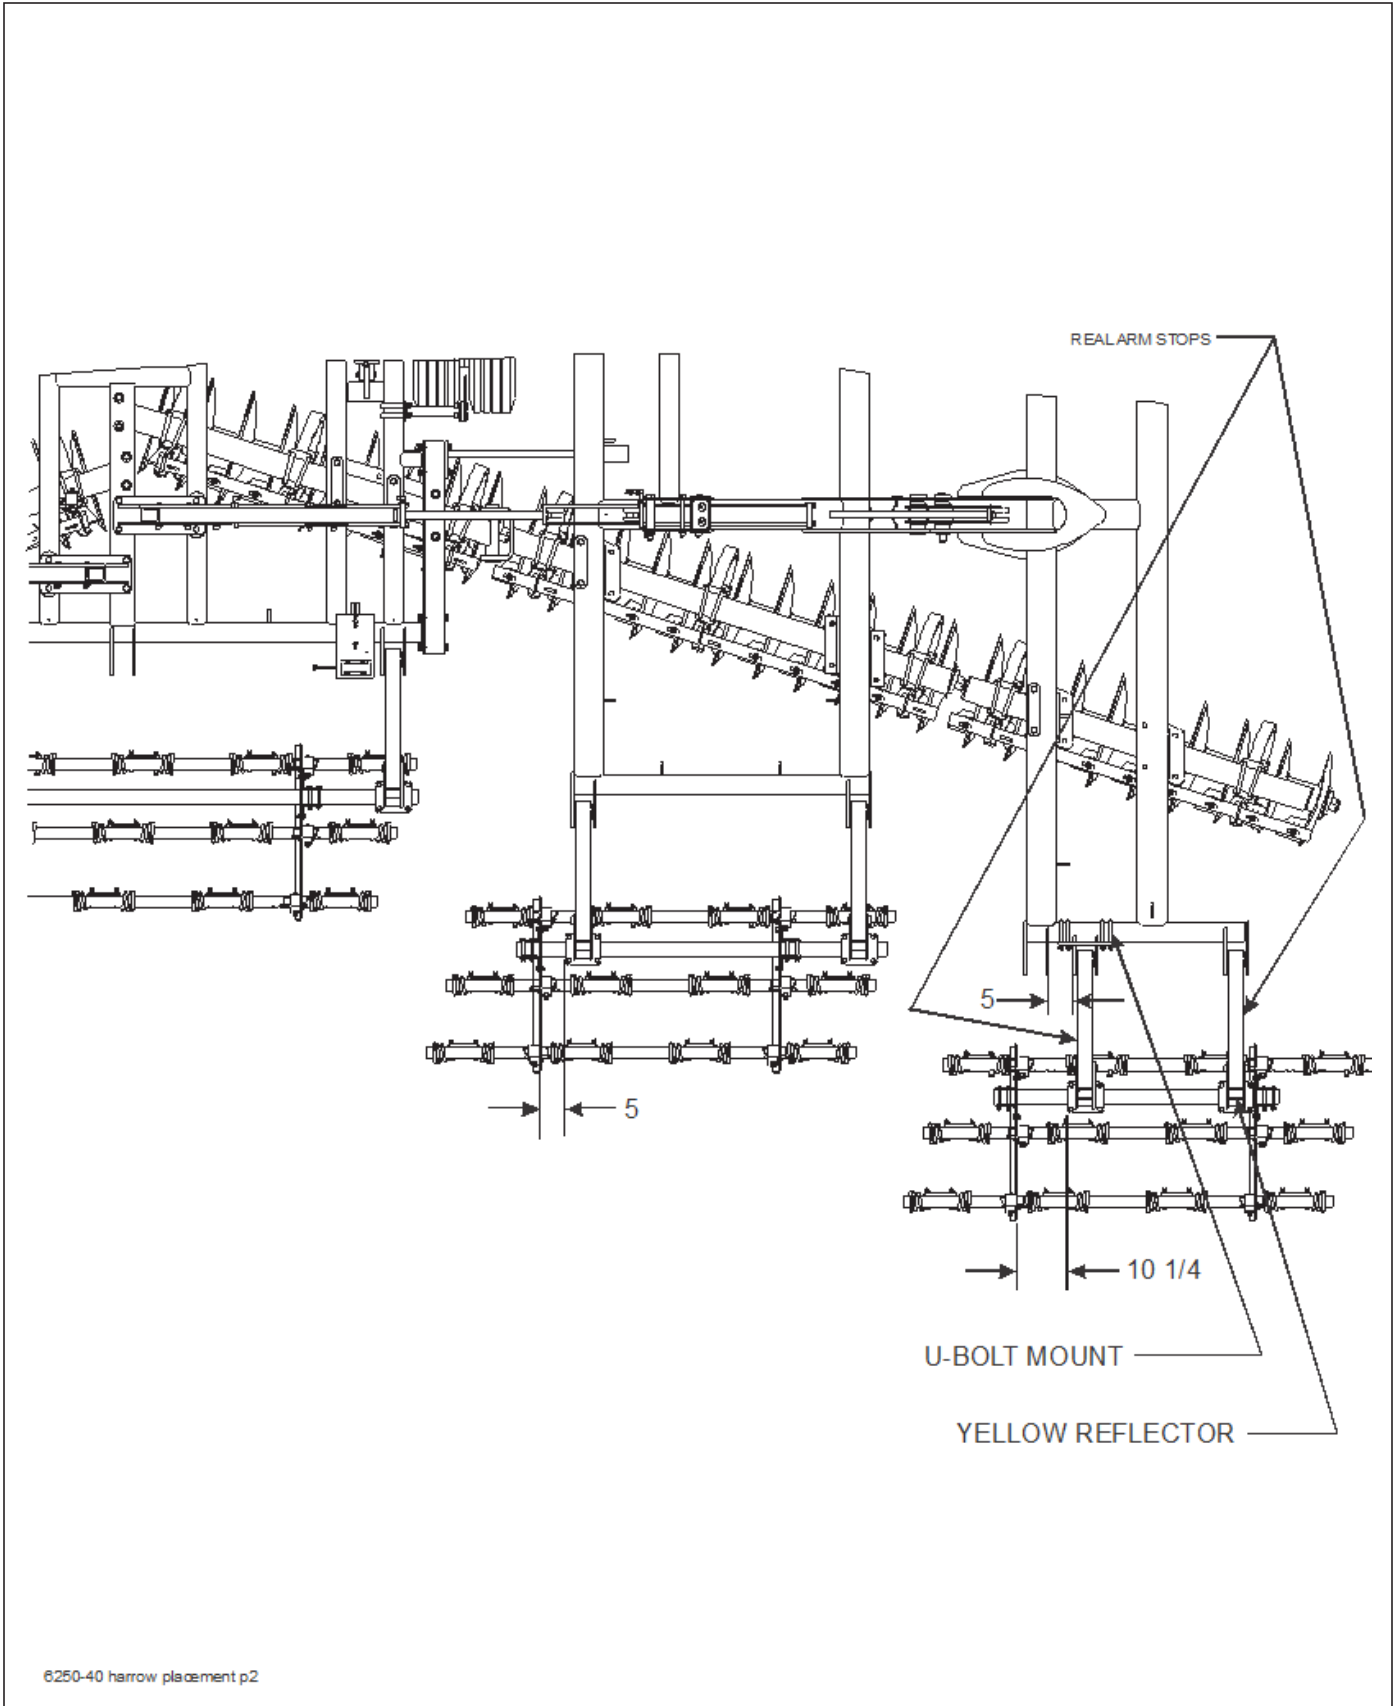 REAL ARM STOPS
5
5
10 1/4
U-BOLT MOUNT
YELLOW REFLECTOR
6250-40 harrow placement p2